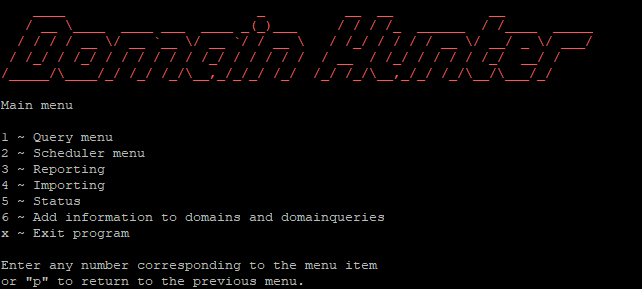 Domain Hunter
Main menu
1 ~ Query menu
2 ~ Scheduler menu
3 ~ Reporting
4 ~ Importing
5 ~ Status
6 ~ Add information to domains and domainqueries
x ~ Exit program
Enter any number corresponding to the menu item
or "p" to return to the previous menu.